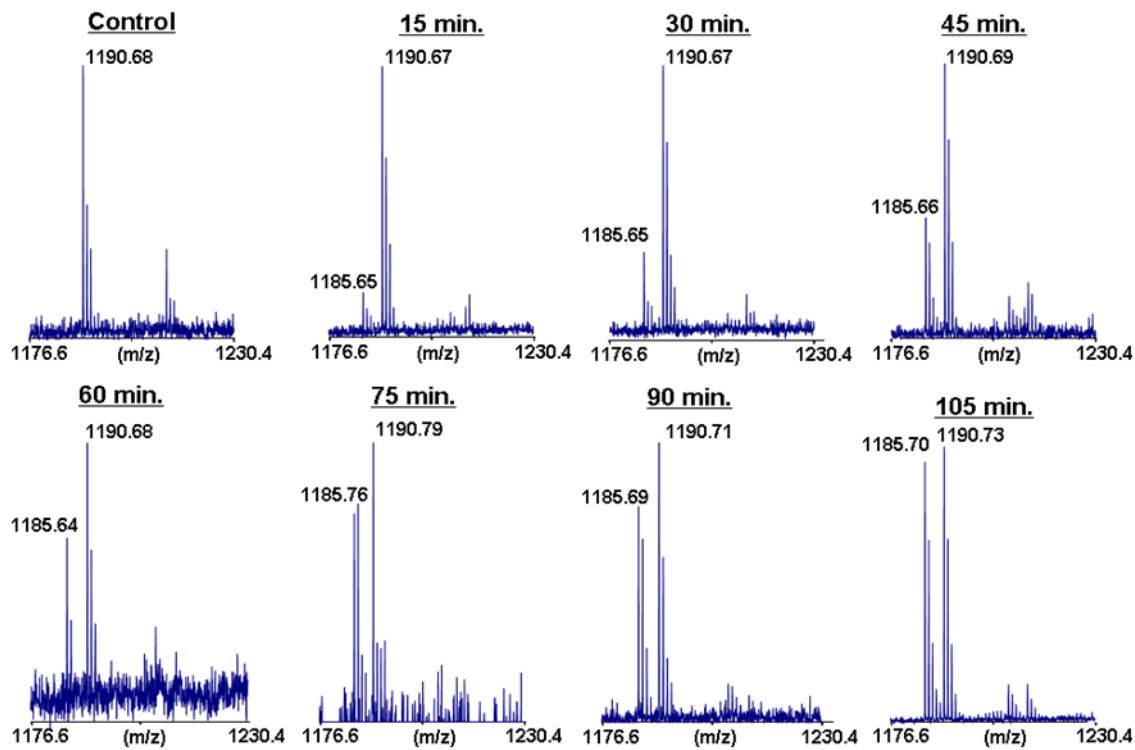 Control
15 min.
30 min.
45 min.
1190.68
1190.67
1190.67
1190.69
1185.65
1185.65
1185.66
1176.6 (m/z) 1230.4
1176.6 (m/z) 1230.4
1176.6 (m/z) 1230.4
1176.6 (m/z) 1230.4
60 min.
75 min.
90 min.
105 min.
1190.68
1190.79
1190.71
1190.73
1185.64
1185.76
1185.69
1185.70
1176.6 (m/z) 1230.4
1176.6 (m/z) 1230.4
1176.6 (m/z) 1230.4
1176.6 (m/z) 1230.4